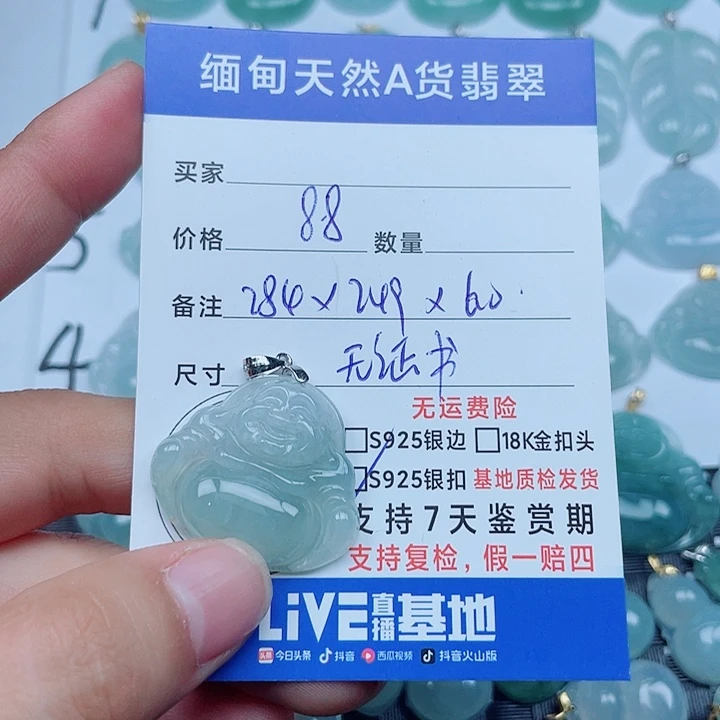 缅甸天然A货翡翠
买家
价格 88 数量
备注 284×249×60
尺寸 无证书
无运费险
S925银边 18K金扣头
S925银扣 基地质检发货
支持7天鉴赏期
支持复检,假一赔四
LiVE直播基地
头条 今日头条 抖音 西瓜视频 抖音火山版
4